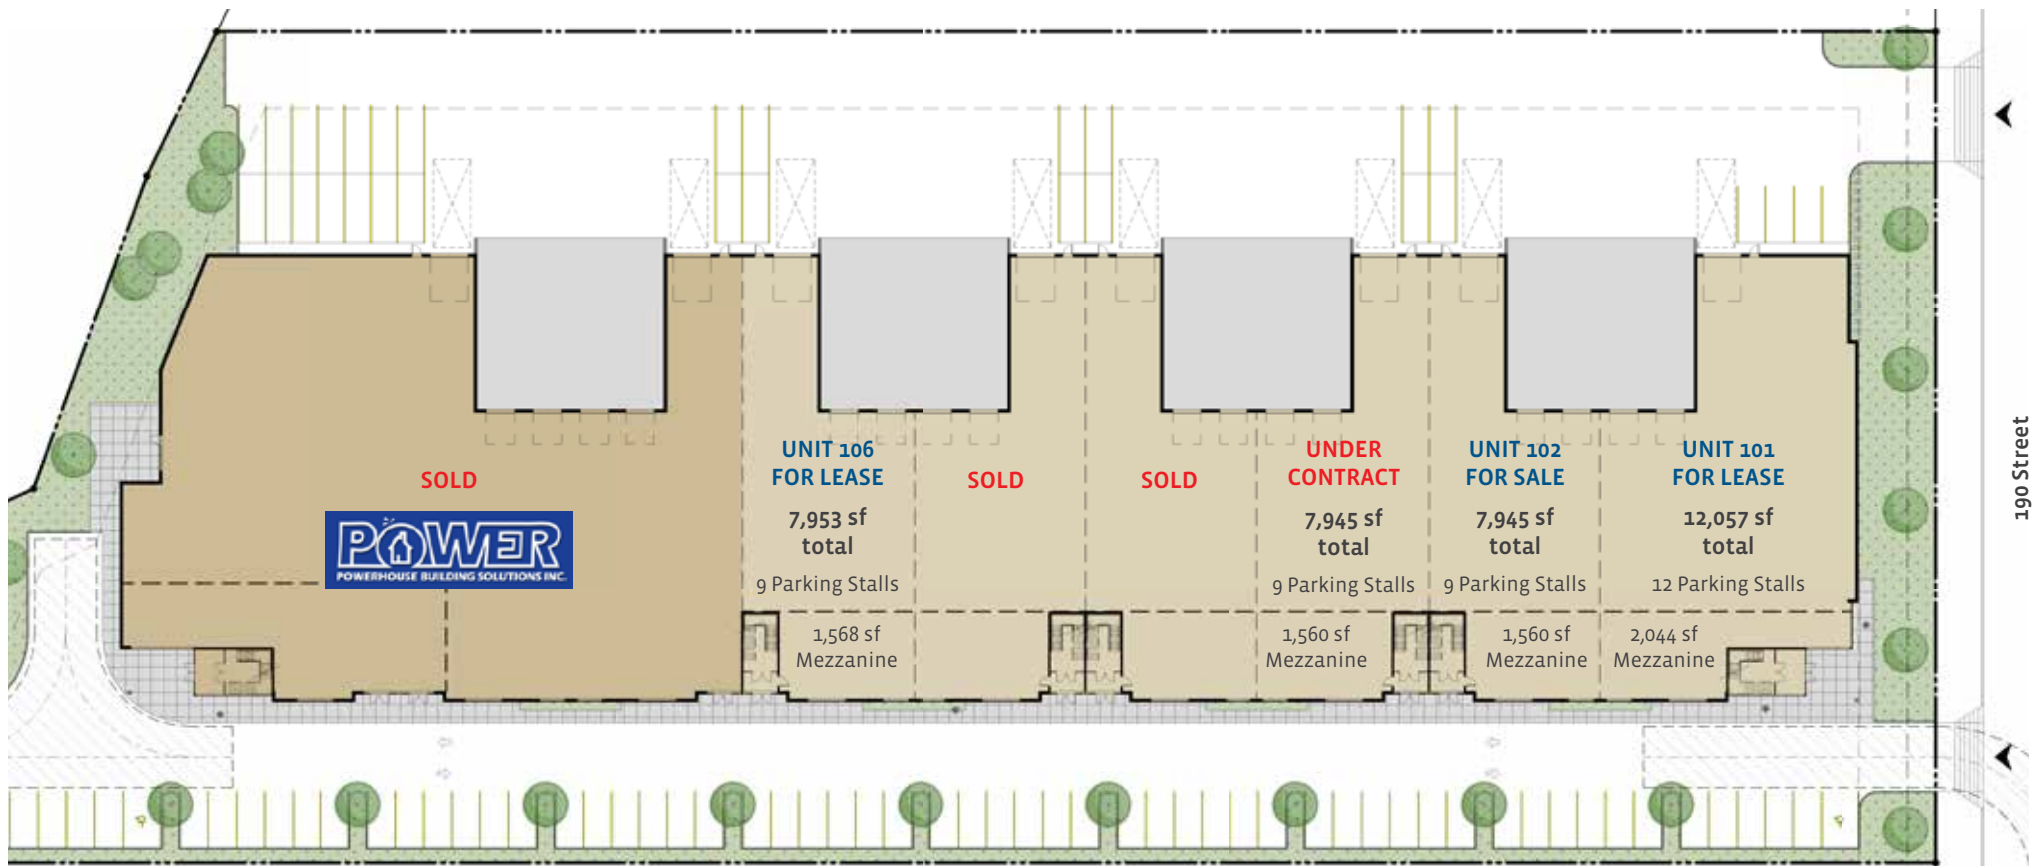 SOLD
POWER
POWERHOUSE BUILDING SOLUTIONS INC.
UNIT 106
FOR LEASE
7,953 sf
total
9 Parking Stalls
1,568 sf
Mezzanine
SOLD
SOLD
UNDER
CONTRACT
7,945 sf
total
9 Parking Stalls
1,560 sf
Mezzanine
UNIT 102
FOR SALE
7,945 sf
total
9 Parking Stalls
1,560 sf
Mezzanine
UNIT 101
FOR LEASE
12,057 sf
total
12 Parking Stalls
2,044 sf
Mezzanine
190 Street